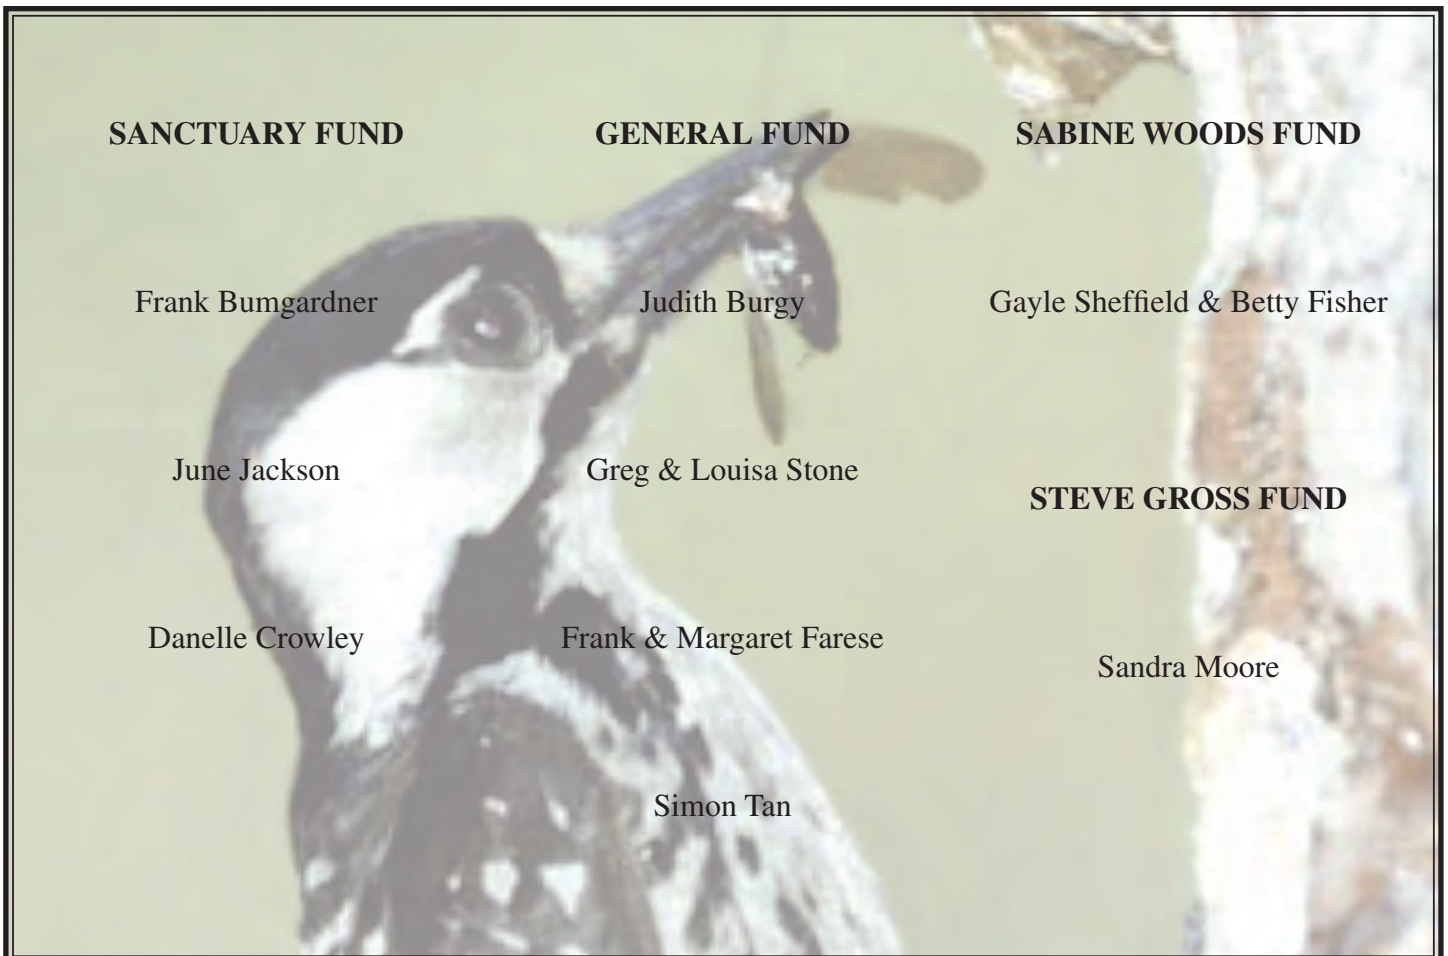 SANCTUARY FUND
Frank Bumgardner
June Jackson
Danelle Crowley
GENERAL FUND
Judith Burgy
Greg & Louisa Stone
Frank & Margaret Farese
Simon Tan
SABINE WOODS FUND
Gayle Sheffield & Betty Fisher
STEVE GROSS FUND
Sandra Moore